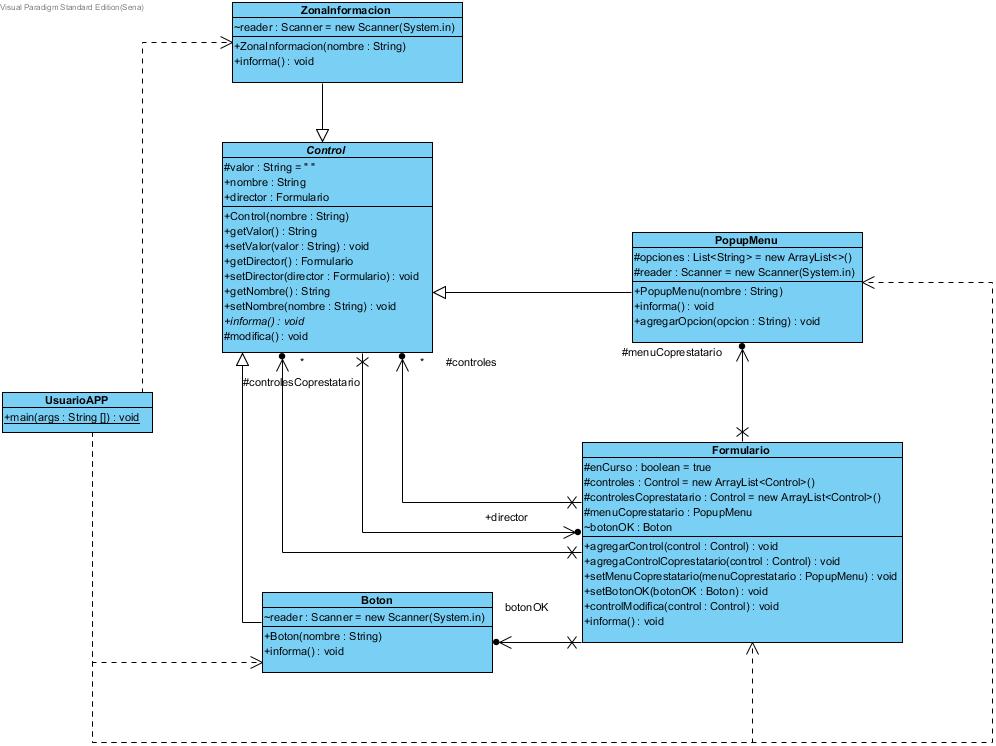 Visual Paradigm Standard Edition(Sena)
ZonaInformacion
~reader : Scanner = new Scanner(System.in)
+ZonaInformacion(nombre : String)
+informa() : void
Control
#valor : String = " "
+nombre : String
+director : Formulario
+Control(nombre : String)
+getValor() : String
+setValor(valor : String) : void
+getDirector() : Formulario
+setDirector(director : Formulario) : void
+getNombre() : String
+setNombre(nombre : String) : void
+informa() : void
#modifica() : void
PopupMenu
#opciones : List<String> = new ArrayList<>()
#reader : Scanner = new Scanner(System.in)
+PopupMenu(nombre : String)
+informa() : void
+agregarOpcion(opcion : String) : void
#menuCoprestatario
*
*
#controles
#controlesCoprestatario
UsuarioAPP
+main(args : String []) : void
Formulario
#enCurso : boolean = true
#controles : Control = new ArrayList<Control>()
#controlesCoprestatario : Control = new ArrayList<Control>()
#menuCoprestatario : PopupMenu
~botonOK : Boton
+agregarControl(control : Control) : void
+agregaControlCoprestatario(control : Control) : void
+setMenuCoprestatario(menuCoprestatario : PopupMenu) : void
+setBotonOK(botonOK : Boton) : void
+controlModifica(control : Control) : void
+informa() : void
+director
Boton
~reader : Scanner = new Scanner(System.in)
+Boton(nombre : String)
+informa() : void
botonOK